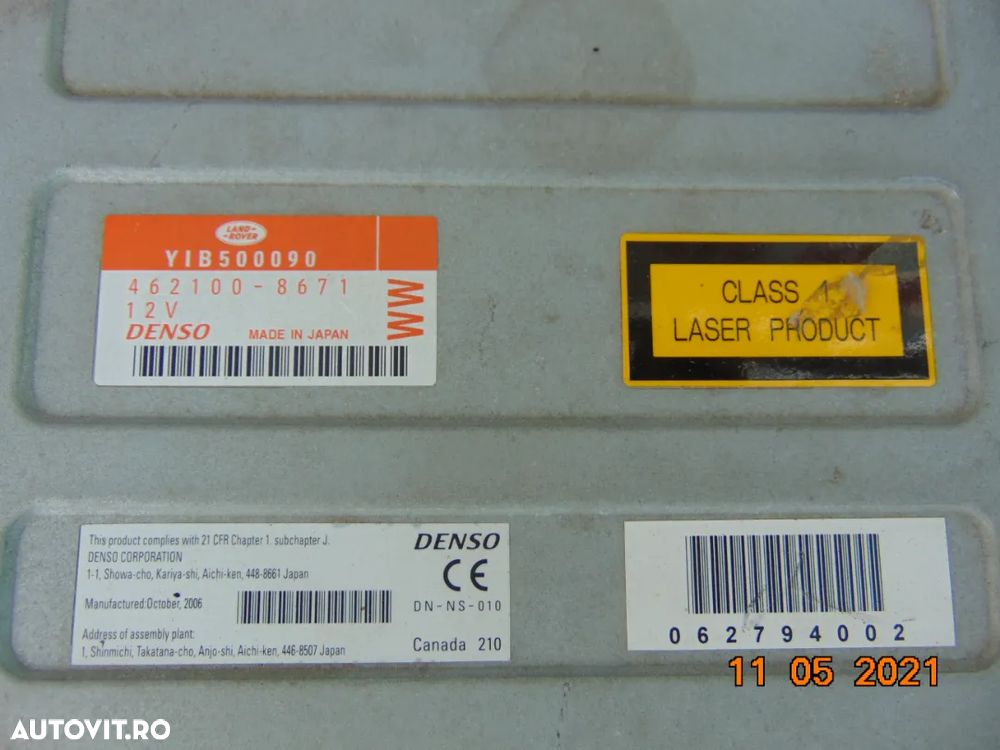 LAND-
-ROVER
YIB500090
462100-8671
12V
DENSO MADE IN JAPAN
WW
CLASS 1
LASER PRODUCT
This product complies with 21 CFR Chapter 1. subchapter J.
DENSO CORPORATION
1-1, Showa-cho, Kariya-shi, Aichi-ken, 448-8661 Japan
Manufactured:October, 2006
Address of assembly plant:
1, Shinmichi, Takatana-cho, Anjo-shi, Aichi-ken, 446-8507 Japan
DENSO
CE
DN-NS-010
Canada 210
062794002
11 05 2021
AUTOVIT.RO